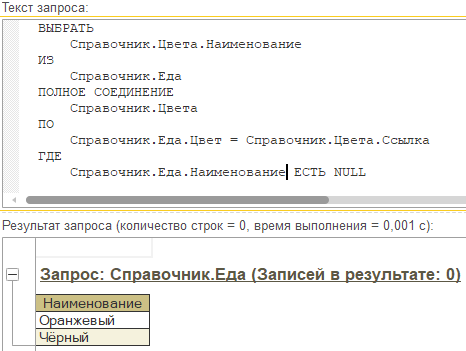 Текст запроса:
ВЫБРАТЬ
Справочник.Цвета.Наименование
ИЗ
Справочник.Еда
ПОЛНОЕ СОЕДИНЕНИЕ
Справочник.Цвета
ПО
Справочник.Еда.Цвет = Справочник.Цвета.Ссылка
ГДЕ
Справочник.Еда.Наименование ЕСТЬ NULL
Результат запроса (количество строк = 0, время выполнения = 0,001 с):
Запрос: Справочник.Еда (Записей в результате: 0)
Наименование
Оранжевый
Чёрный